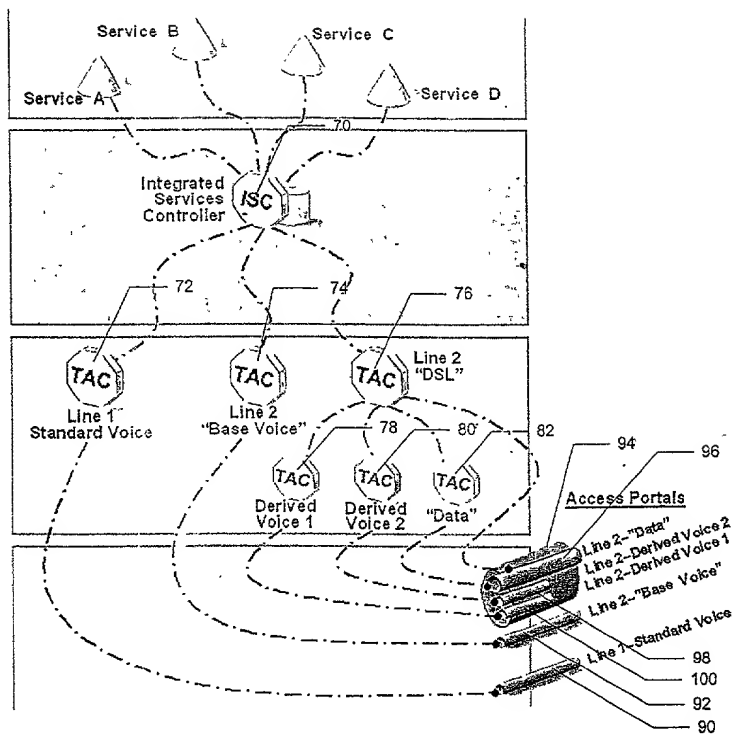 Service B
Service C
Service A
Service D
70
Integrated
Services
Controller
ISC
72
74
76
TAC
TAC
TAC
Line 2
"DSL"
Line 1
Standard Voice
Line 2
"Base Voice"
78
80
82
TAC
TAC
TAC
Derived
Voice 1
Derived
Voice 2
"Data"
94
96
Access Portals
Line 2-"Data"
Line 2-Derived Voice 2
Line 2-Derived Voice 1
Line 2-"Base Voice"
Line 1-Standard Voice
98
100
92
90